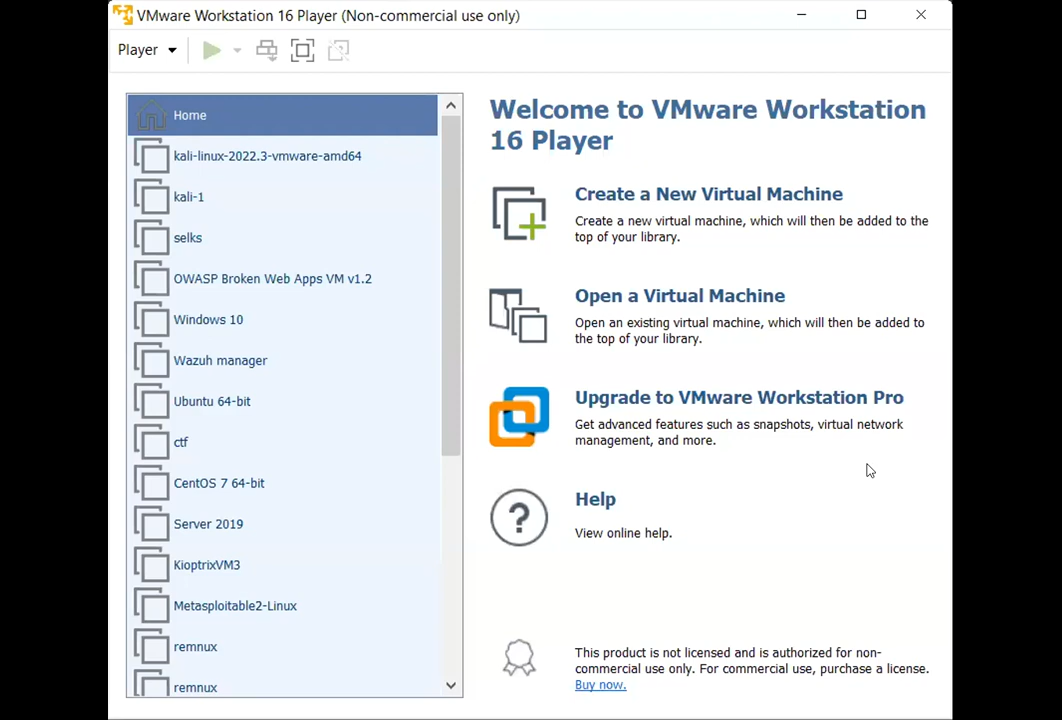 VMware Workstation 16 Player (Non-commercial use only)
Player
Home
kali-linux-2022.3-vmware-amd64
kali-1
selks
OWASP Broken Web Apps VM v1.2
Windows 10
Wazuh manager
Ubuntu 64-bit
ctf
CentOS 7 64-bit
Server 2019
KioptrixVM3
Metasploitable2-Linux
remnux
remnux
Welcome to VMware Workstation
16 Player
Create a New Virtual Machine
Create a new virtual machine, which will then be added to the
top of your library.
Open a Virtual Machine
Open an existing virtual machine, which will then be added to
the top of your library.
Upgrade to VMware Workstation Pro
Get advanced features such as snapshots, virtual network
management, and more.
Help
View online help.
This product is not licensed and is authorized for non-
commercial use only. For commercial use, purchase a license.
Buy now.